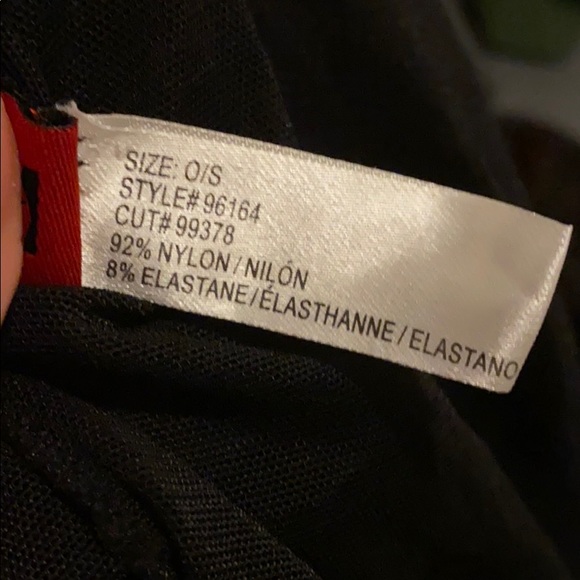 SIZE: O/S
STYLE# 96164
CUT# 99378
92% NYLON/NILÓN
8% ELASTANE/ÉLASTHANNE/ELASTANO